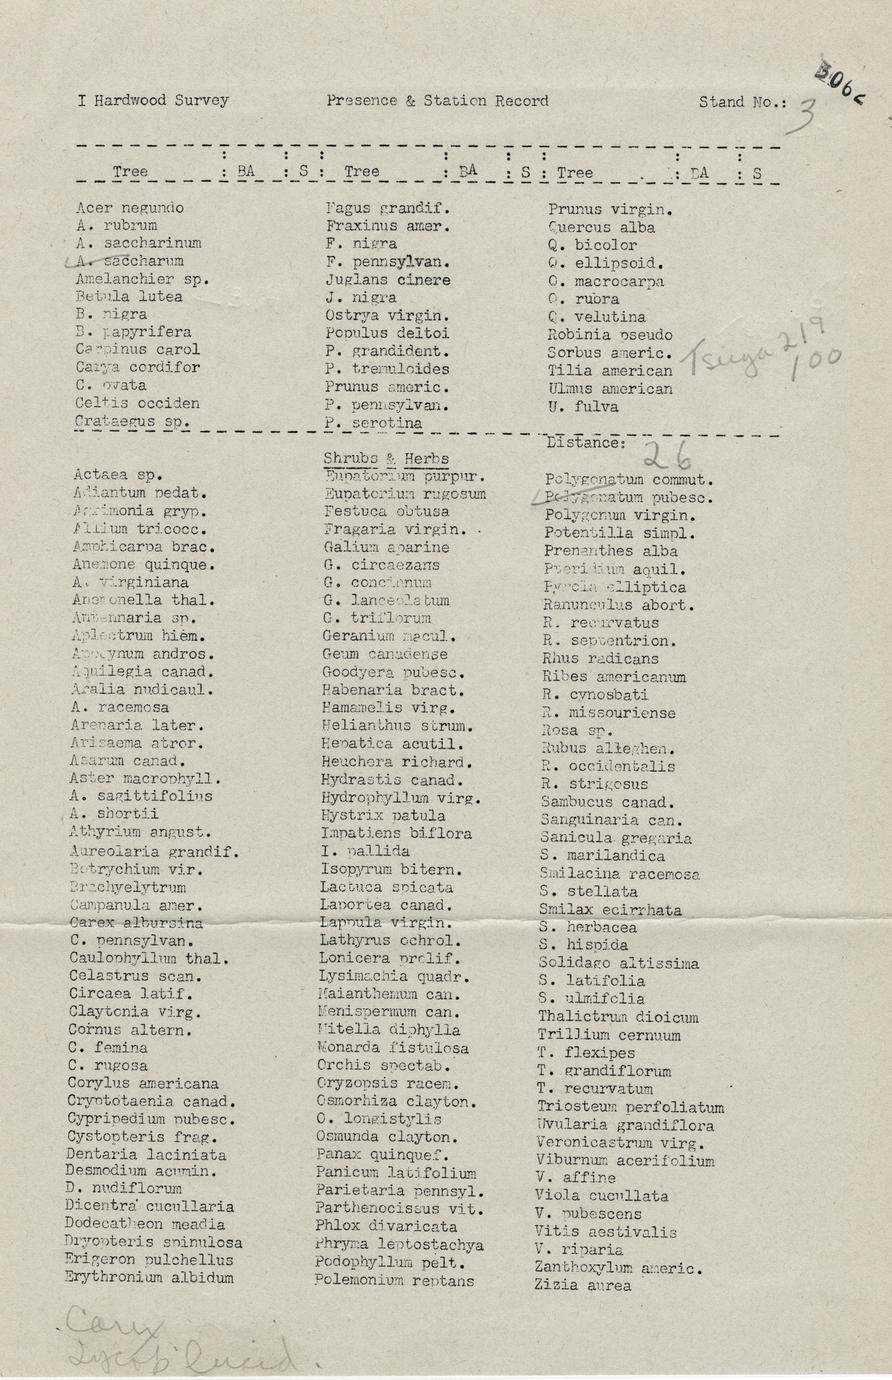 I Hardwood Survey Presence & Station Record Stand No.: 3
Tree : BA : S : Tree : BA : S : Tree : BA : S
Acer negundo
A. rubrum
A. saccharinum
A. saccharum
Amelanchier sp.
Betula lutea
B. nigra
B. papyrifera
Carpinus carol
Carya cordifor
C. ovata
Celtis occiden
Crataegus sp.
Fagus grandif.
Fraxinus amer.
F. nigra
F. pennsylvan.
Juglans cinere
J. nigra
Ostrya virgin.
Populus deltoi
P. grandident.
P. tremuloides
Prunus americ.
P. pennsylvan.
P. serotina
Prunus virgin.
Quercus alba
Q. bicolor
Q. ellipsoid.
Q. macrocarpa
Q. rubra
Q. velutina
Robinia pseudo
Sorbus americ.
Tilia american
Ulmus american
U. fulva
Tsuga 219
100
Distance: 26
Shrubs & Herbs
Actaea sp.
Adiantum pedat.
Agrimonia gryp.
Allium tricocc.
Amphicarpa brac.
Anemone quinque.
A. virginiana
Anemonella thal.
Antennaria sp.
Aplectrum hiem.
Apocynum andros.
Aquilegia canad.
Aralia nudicaul.
A. racemosa
Arenaria later.
Arisaema atror.
Asarum canad.
Aster macrophyll.
A. sagittifolius
A. shortii
Athyrium angust.
Aureolaria grandif.
Botrychium vir.
Brachyelytrum
Campanula amer.
Carex albursina
C. pennsylvan.
Caulophyllum thal.
Celastrus scan.
Circaea latif.
Claytonia virg.
Cornus altern.
C. femina
C. rugosa
Corylus americana
Cryptotaenia canad.
Cypripedium pubesc.
Cystopteris frag.
Dentaria laciniata
Desmodium acumin.
D. nudiflorum
Dicentra cucullaria
Dodecatheon meadia
Dryopteris spinulosa
Erigeron pulchellus
Erythronium albidum
Eupatorium purpur.
Eupatorium rugosum
Festuca obtusa
Fragaria virgin.
Galium aparine
G. circaezans
G. concinnum
G. lanceolatum
G. triflorum
Geranium macul.
Geum canadense
Goodyera pubesc.
Habenaria bract.
Hamamelis virg.
Helianthus strum.
Hepatica acutil.
Heuchera richard.
Hydrastis canad.
Hydrophyllum virg.
Hystrix patula
Impatiens biflora
I. pallida
Isopyrum bitern.
Lactuca spicata
Laportea canad.
Lappula virgin.
Lathyrus ochrol.
Lonicera prolif.
Lysimachia quadr.
Maianthemum can.
Menispermum can.
Mitella diphylla
Monarda fistulosa
Orchis spectab.
Oryzopsis racem.
Osmorhiza clayton.
O. longistylis
Osmunda clayton.
Panax quinquef.
Panicum latifolium
Parietaria pennsyl.
Parthenocissus vit.
Phlox divaricata
Phryma leptostachya
Podophyllum pelt.
Polemonium reptans
Polygonatum commut.
Polygonatum pubesc.
Polygonum virgin.
Potentilla simpl.
Prenanthes alba
Pteridium aquil.
Pyrola elliptica
Ranunculus abort.
R. recurvatus
R. septentrion.
Rhus radicans
Ribes americanum
R. cynosbati
R. missouriense
Rosa sp.
Rubus alleghen.
R. occidentalis
R. strigosus
Sambucus canad.
Sanguinaria can.
Sanicula gregaria
S. marilandica
Smilacina racemosa
S. stellata
Smilax ecirrhata
S. herbacea
S. hispida
Solidago altissima
S. latifolia
S. ulmifolia
Thalictrum dioicum
Trillium cernuum
T. flexipes
T. grandiflorum
T. recurvatum
Triosteum perfoliatum
Uvularia grandiflora
Veronicastrum virg.
Viburnum acerifolium
V. affine
Viola cucullata
V. pubescens
Vitis aestivalis
V. riparia
Zanthoxylum americ.
Zizia aurea
Carex
Lycop lucid.